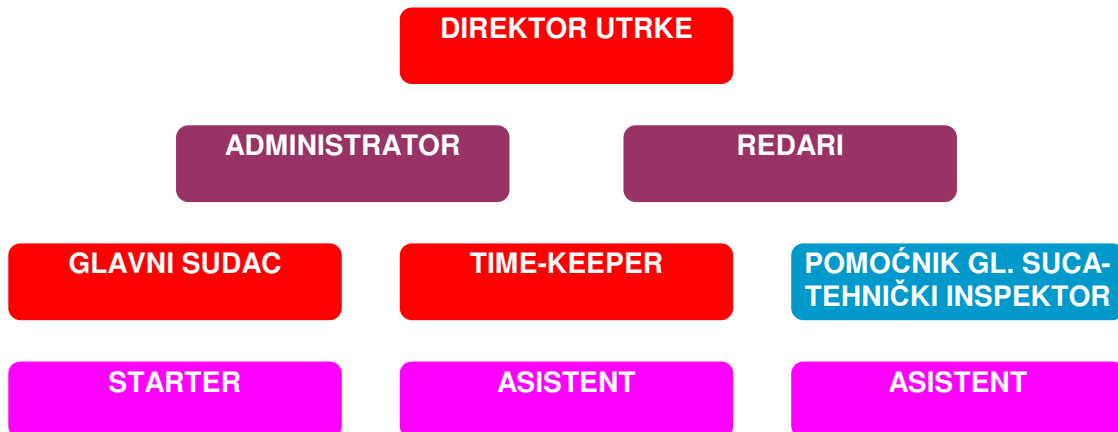 DIREKTOR UTRKE
ADMINISTRATOR
REDARI
GLAVNI SUDAC
TIME-KEEPER
POMOĆNIK GL. SUCA-
TEHNIČKI INSPEKTOR
STARTER
ASISTENT
ASISTENT